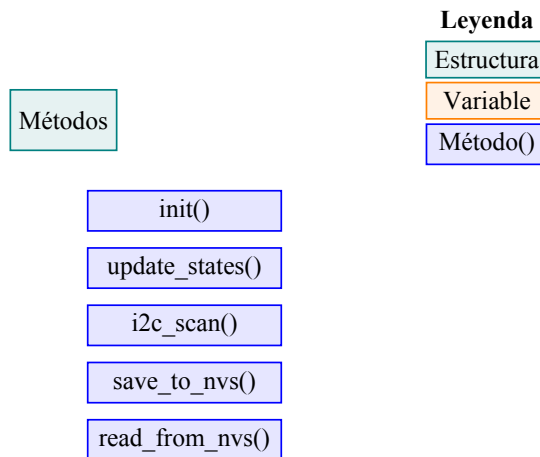 Leyenda
Estructura
Variable
Método()
Métodos
init()
update_states()
i2c_scan()
save_to_nvs()
read_from_nvs()